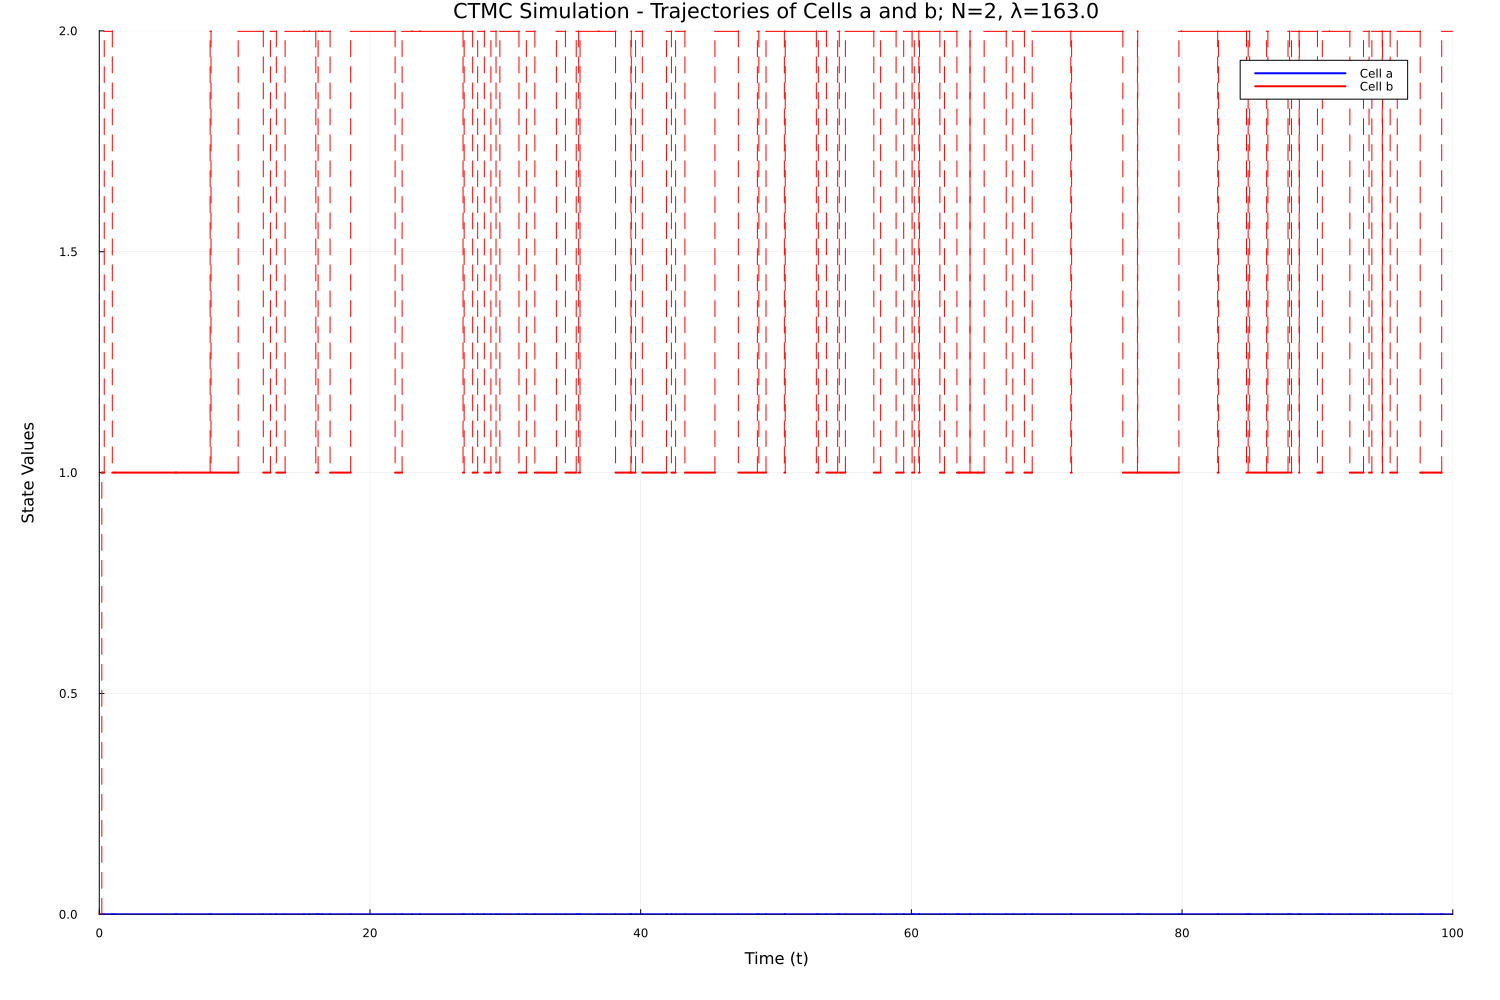 CTMC Simulation - Trajectories of Cells a and b; N=2, λ=163.0
2.0
Cell a
Cell b
1.5
State Values
1.0
0.5
0.0
0 20 40 60 80 100
Time (t)